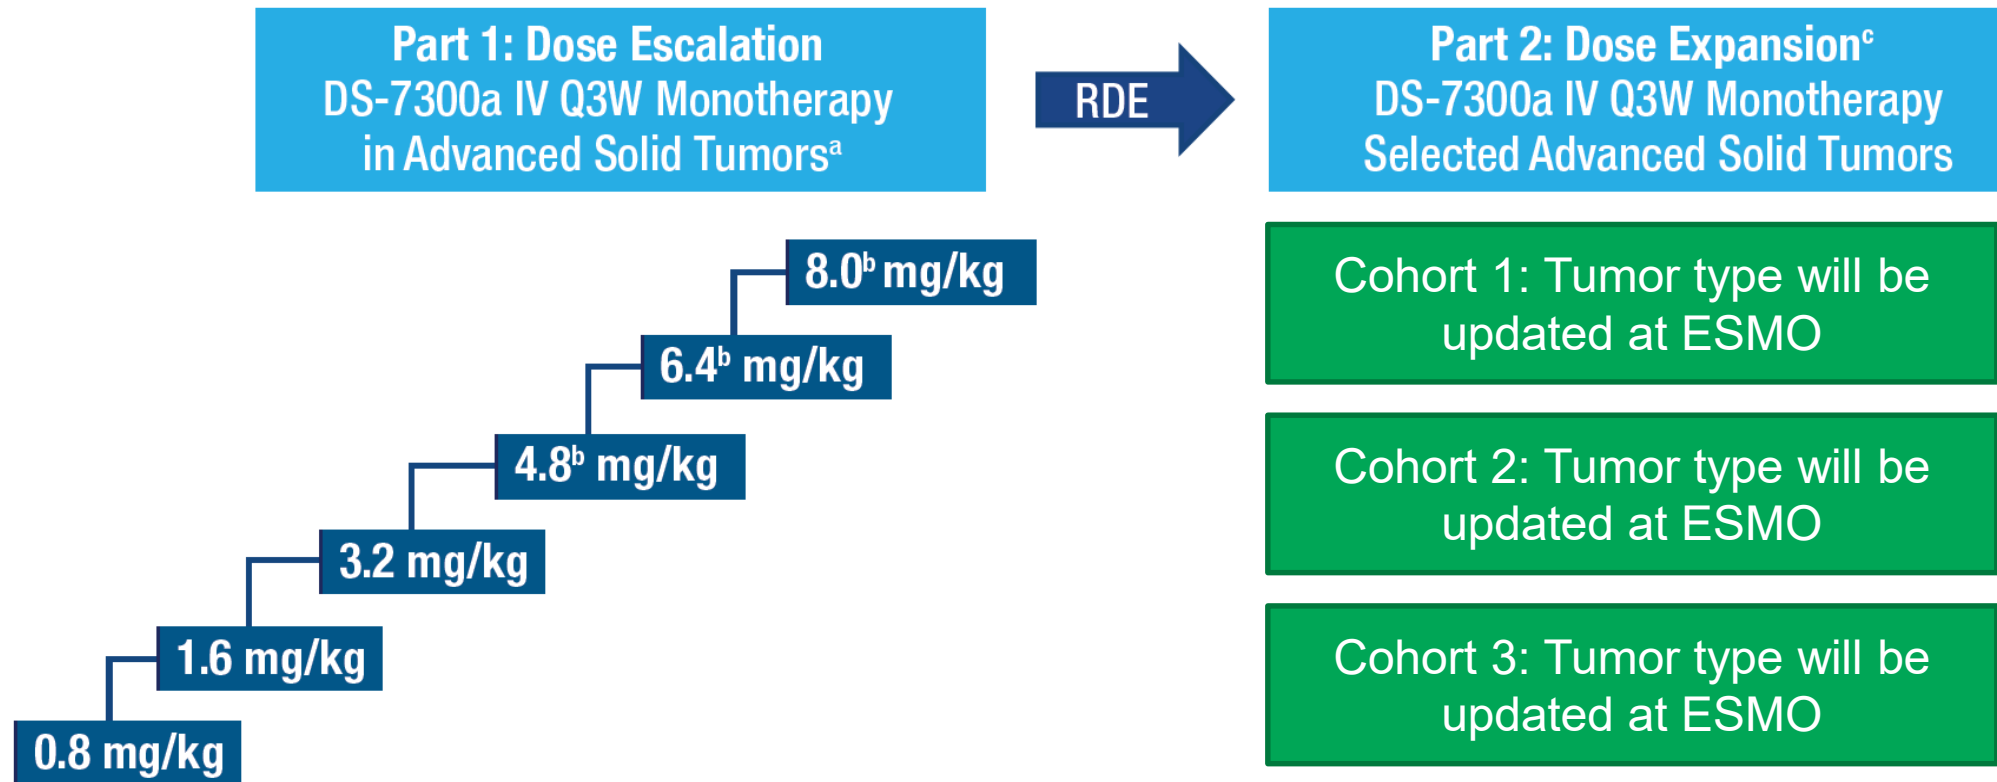 Part 1: Dose Escalation
DS-7300a IV Q3W Monotherapy
in Advanced Solid Tumorsᵃ
RDE
Part 2: Dose Expansionᶜ
DS-7300a IV Q3W Monotherapy
Selected Advanced Solid Tumors
8.0ᵇ mg/kg
6.4ᵇ mg/kg
4.8ᵇ mg/kg
3.2 mg/kg
1.6 mg/kg
0.8 mg/kg
Cohort 1: Tumor type will be
updated at ESMO
Cohort 2: Tumor type will be
updated at ESMO
Cohort 3: Tumor type will be
updated at ESMO